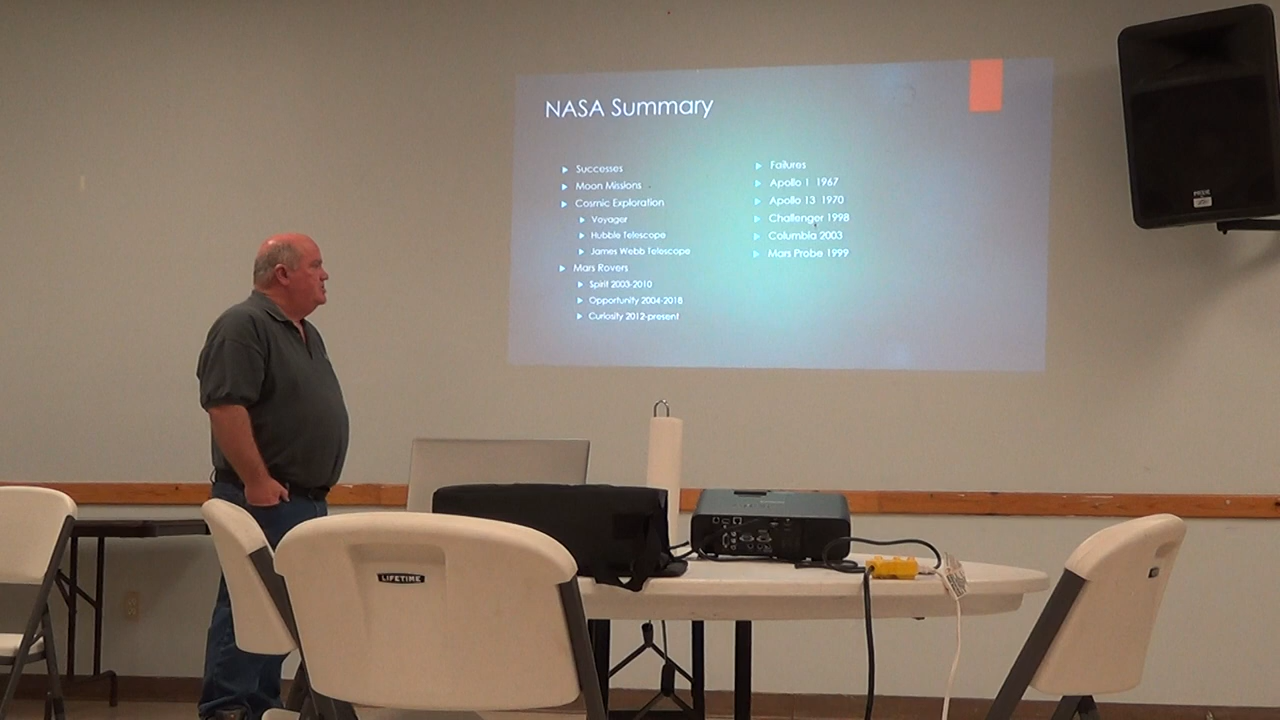 NASA Summary
Successes
Moon Missions
Cosmic Exploration
Voyager
Hubble Telescope
James Webb Telescope
Mars Rovers
Spirit 2003-2010
Opportunity 2004-2018
Curiosity 2012-present
Failures
Apollo 1 1967
Apollo 13 1970
Challenger 1998
Columbia 2003
Mars Probe 1999
LIFETIME